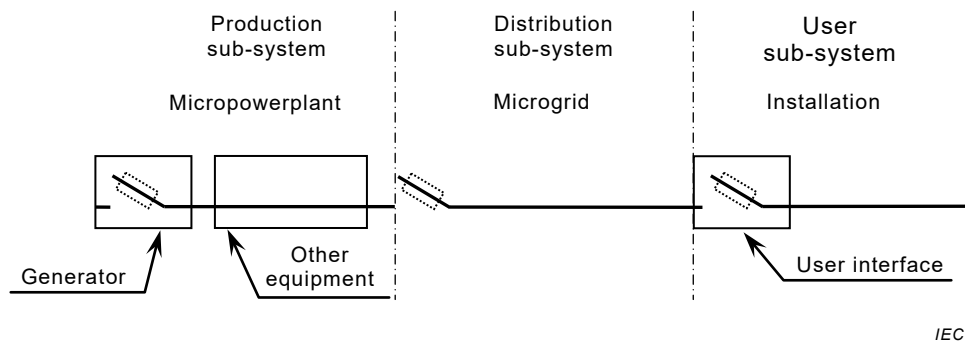 Production
sub-system
Distribution
sub-system
User
sub-system
Micropowerplant
Microgrid
Installation
Generator
Other
equipment
User interface
IEC